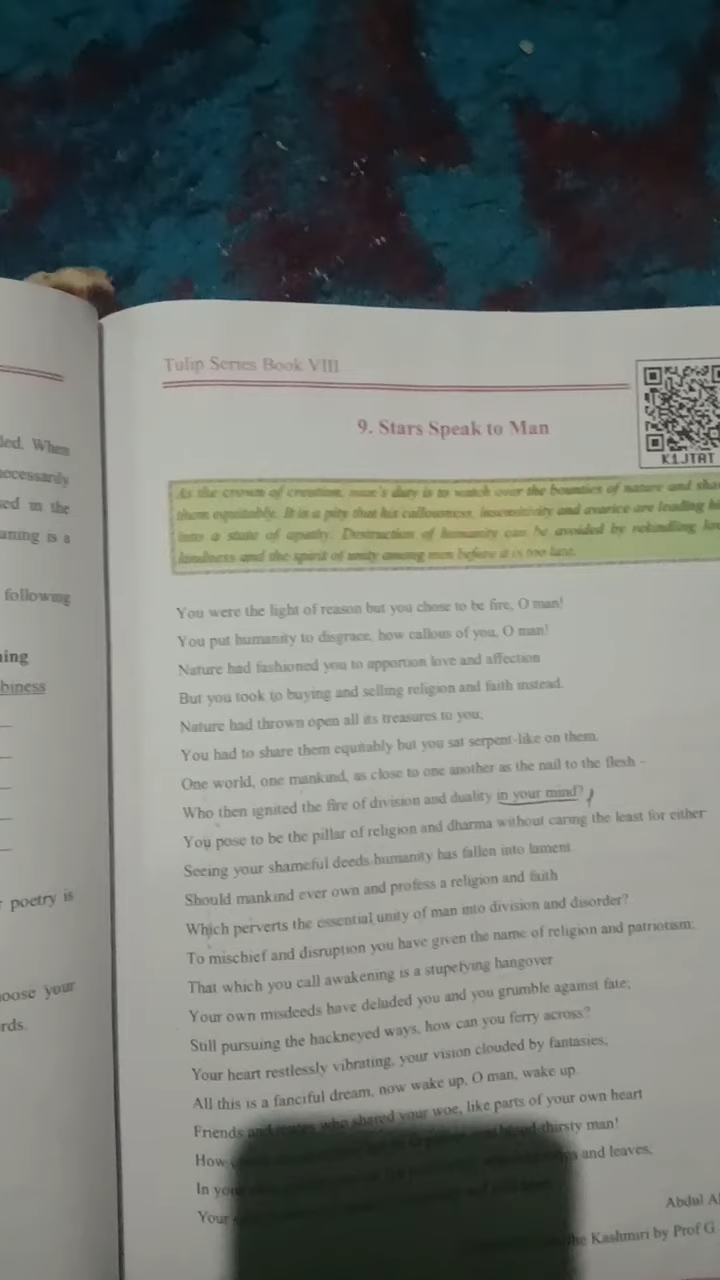 led. When
necessarily
sed in the
aning is a
following
ning
biness
poetry is
oose your
rds.
Tulip Series Book VIII
K1JTAT
9. Stars Speak to Man
As the crown of creation, man's duty is to watch over the bounties of nature and sha
them equitably. It is a pity that his callousness, insensitivity and avarice are leading hi
into a state of apathy. Destruction of humanity can be avoided by rekindling lov
kindness and the spirit of unity among men before it is too late.
You were the light of reason but you chose to be fire, O man!
You put humanity to disgrace, how callous of you, O man!
Nature had fashioned you to apportion love and affection
But you took to buying and selling religion and faith instead.
Nature had thrown open all its treasures to you;
You had to share them equitably but you sat serpent-like on them.
One world, one mankind, as close to one another as the nail to the flesh –
Who then ignited the fire of division and duality in your mind?
You pose to be the pillar of religion and dharma without caring the least for either
Seeing your shameful deeds humanity has fallen into lament
Should mankind ever own and profess a religion and faith
Which perverts the essential unity of man into division and disorder?
To mischief and disruption you have given the name of religion and patriotism;
That which you call awakening is a stupefying hangover
Your own misdeeds have deluded you and you grumble against fate;
Still pursuing the hackneyed ways, how can you ferry across?
Your heart restlessly vibrating, your vision clouded by fantasies;
All this is a fanciful dream, now wake up, O man, wake up.
Friends and mates who shared your woe, like parts of your own heart
How thirsty man!
In and leaves;
Your
Abdul A
the Kashmiri by Prof G